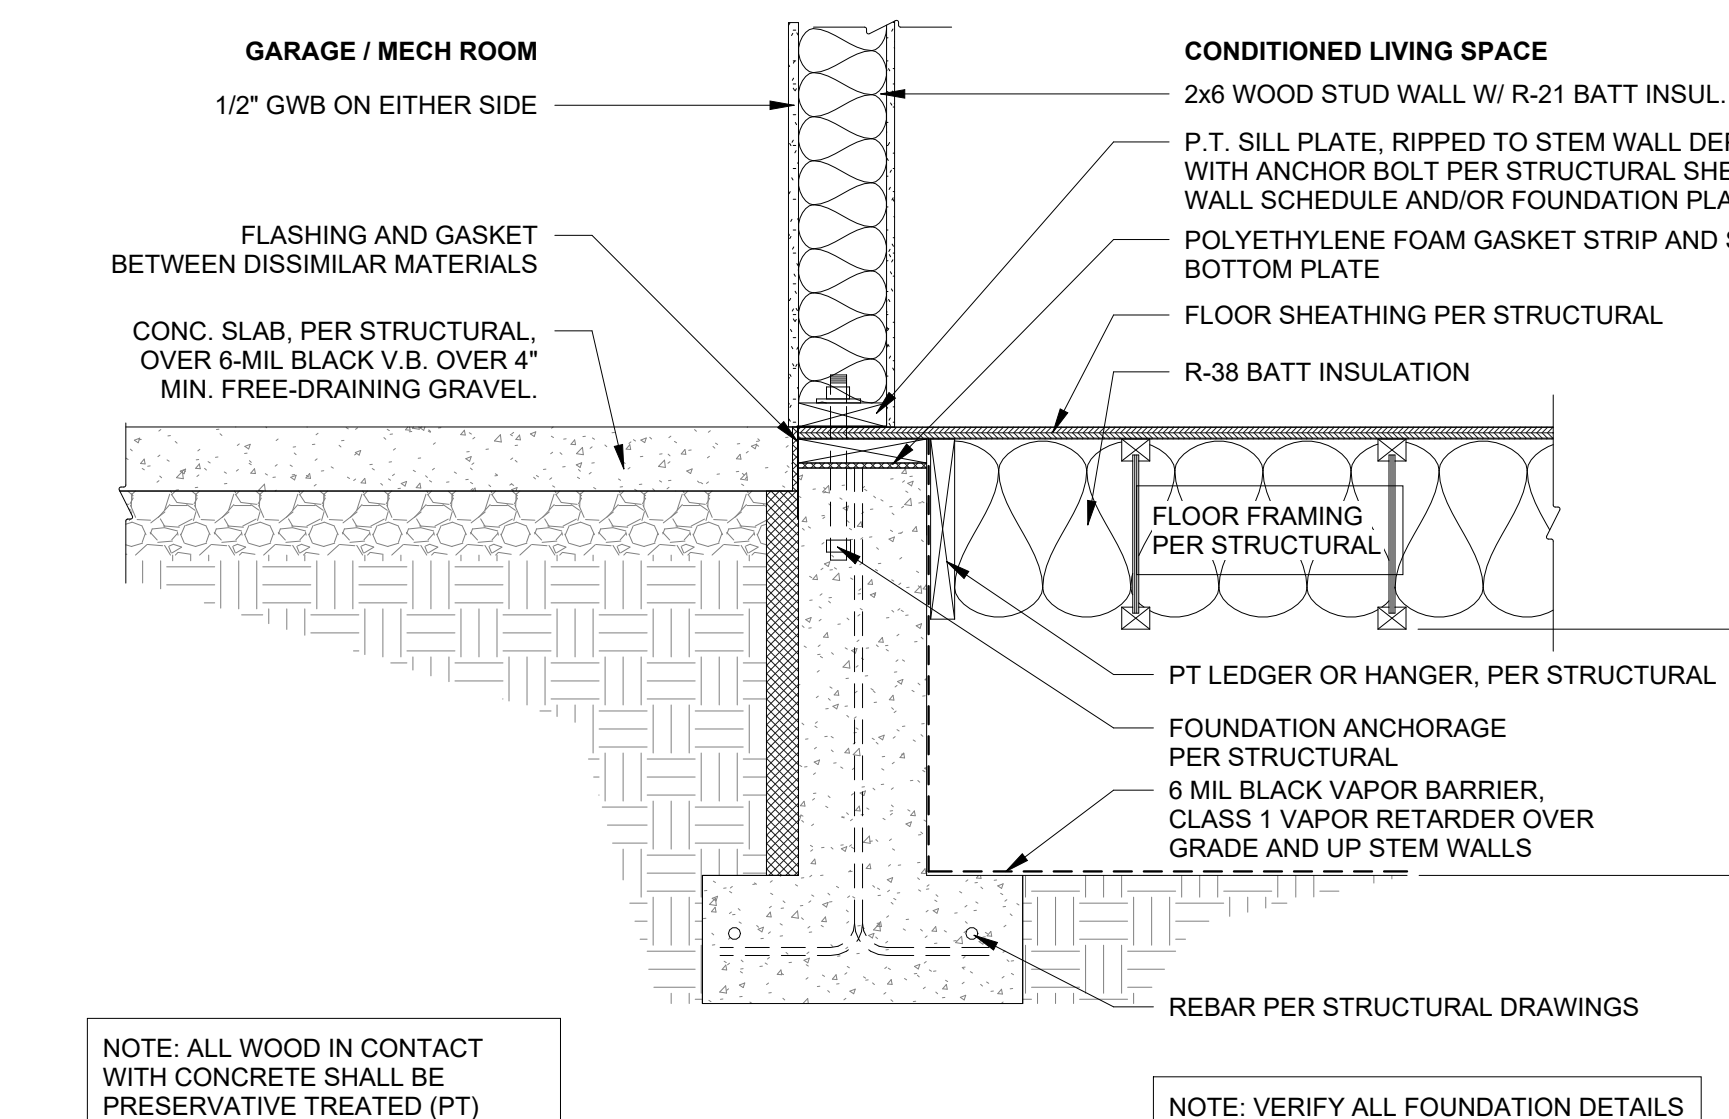 GARAGE / MECH ROOM
1/2" GWB ON EITHER SIDE
FLASHING AND GASKET
BETWEEN DISSIMILAR MATERIALS
CONC. SLAB, PER STRUCTURAL,
OVER 6-MIL BLACK V.B. OVER 4"
MIN. FREE-DRAINING GRAVEL.
CONDITIONED LIVING SPACE
2x6 WOOD STUD WALL W/ R-21 BATT INSUL.
P.T. SILL PLATE, RIPPED TO STEM WALL
WITH ANCHOR BOLT PER STRUCTURAL
WALL SCHEDULE AND/OR FOUNDATION
POLYETHYLENE FOAM GASKET STRIP AND
BOTTOM PLATE
FLOOR SHEATHING PER STRUCTURAL
R-38 BATT INSULATION
FLOOR FRAMING
PER STRUCTURAL
PT LEDGER OR HANGER, PER STRUCTURAL
FOUNDATION ANCHORAGE
PER STRUCTURAL
6 MIL BLACK VAPOR BARRIER,
CLASS 1 VAPOR RETARDER OVER
GRADE AND UP STEM WALLS
REBAR PER STRUCTURAL DRAWINGS
NOTE: ALL WOOD IN CONTACT
WITH CONCRETE SHALL BE
PRESERVATIVE TREATED (PT)
NOTE: VERIFY ALL FOUNDATION DETAILS